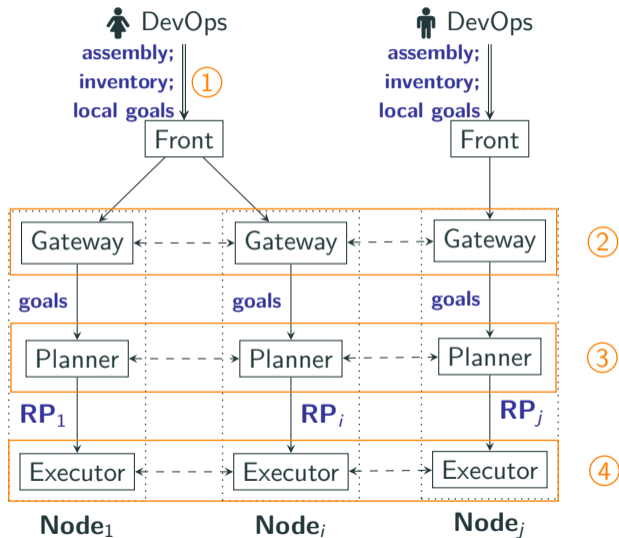 DevOps DevOps
assembly; assembly;
inventory; ① inventory;
local goals local goals
Front Front
Gateway Gateway Gateway ②
goals goals goals
Planner Planner Planner ③
RP₁ RPᵢ RPⱼ
Executor Executor Executor ④
Node₁ Nodeᵢ Nodeⱼ